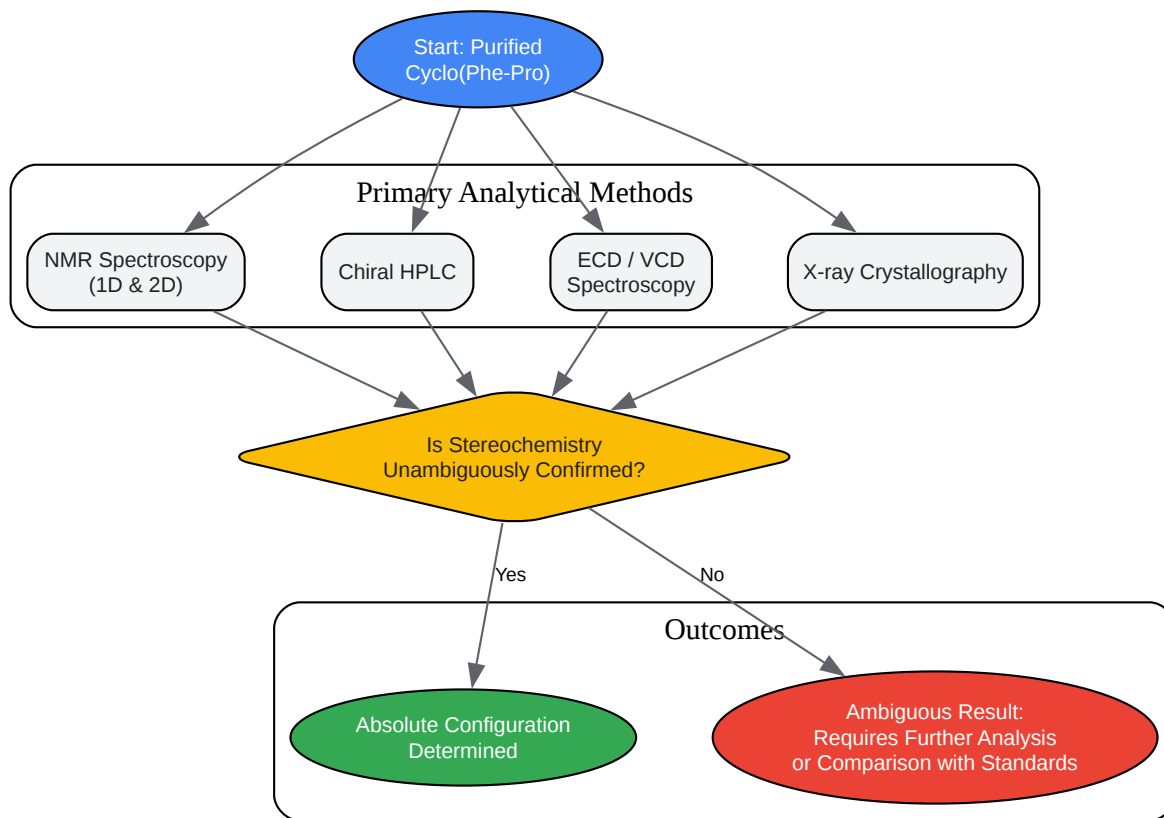 Start: Purified
Cyclo(Phe-Pro)
Primary Analytical Methods
NMR Spectroscopy
(1D & 2D)
Chiral HPLC
ECD / VCD
Spectroscopy
X-ray Crystallography
Is Stereochemistry
Unambiguously Confirmed?
Yes
No
Outcomes
Absolute Configuration
Determined
Ambiguous Result:
Requires Further Analysis
or Comparison with Standards